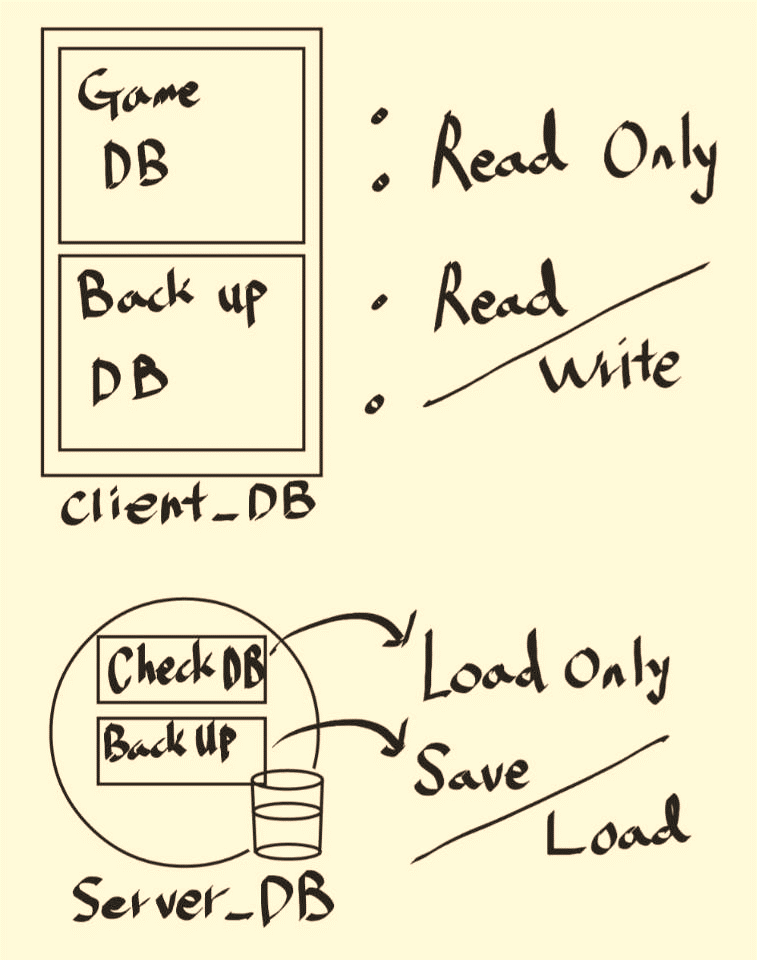 Game
DB
: Read Only
Back up
DB
: Read
/ Write
Client_DB
Check DB
Load Only
Back Up
Save
/ Load
Server_DB